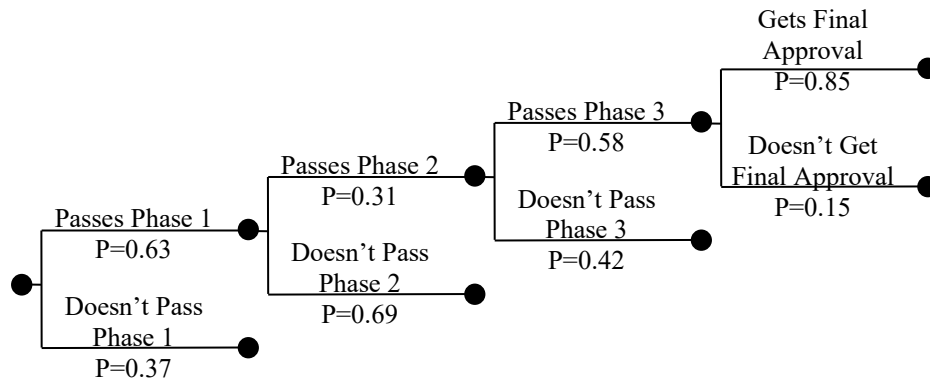 Gets Final
Approval
P=0.85
Passes Phase 3
P=0.58
Doesn’t Get
Final Approval
P=0.15
Passes Phase 2
P=0.31
Doesn’t Pass
Phase 3
P=0.42
Passes Phase 1
P=0.63
Doesn’t Pass
Phase 2
P=0.69
Doesn’t Pass
Phase 1
P=0.37